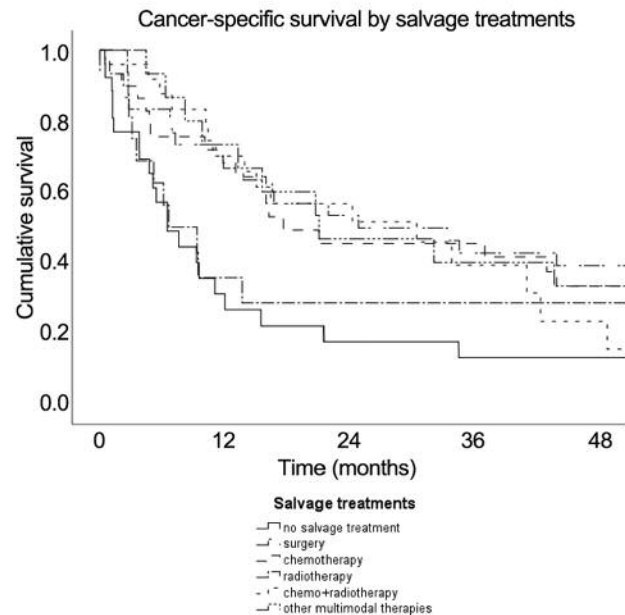 Cancer-specific survival by salvage treatments
1.0
0.8
0.6
0.4
0.2
0.0
Cumulative survival
0 12 24 36 48
Time (months)
Salvage treatments
no salvage treatment
surgery
chemotherapy
radiotherapy
chemo+radiotherapy
other multimodal therapies